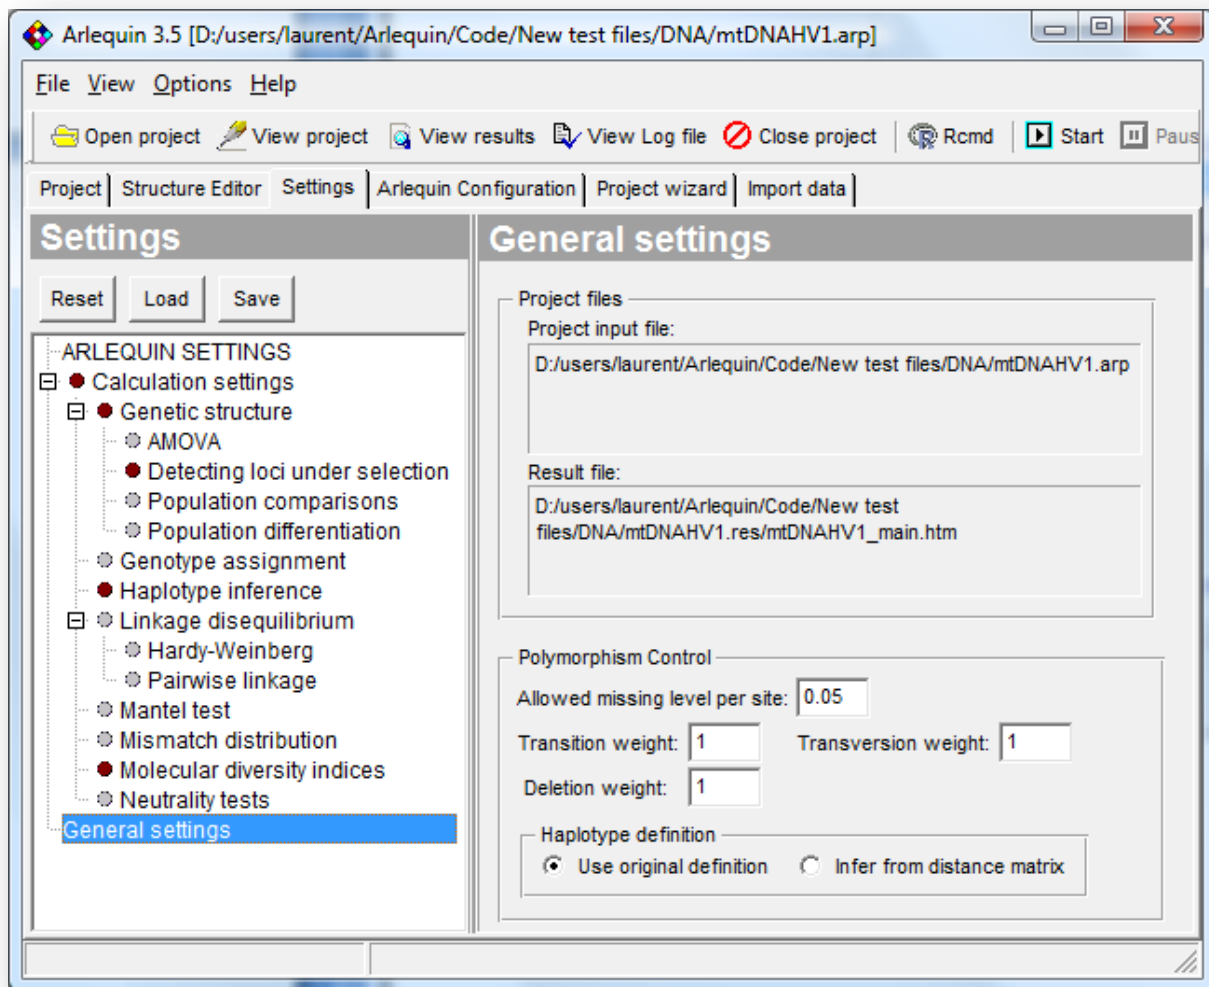 Arlequin 3.5 [D:/users/laurent/Arlequin/Code/New test files/DNA/mtDNAHV1.arp]
File View Options Help
Open project View project View results View Log file Close project Rcmd Start Paus
Project Structure Editor Settings Arlequin Configuration Project wizard Import data
Settings
Reset Load Save
ARLEQUIN SETTINGS
Calculation settings
Genetic structure
AMOVA
Detecting loci under selection
Population comparisons
Population differentiation
Genotype assignment
Haplotype inference
Linkage disequilibrium
Hardy-Weinberg
Pairwise linkage
Mantel test
Mismatch distribution
Molecular diversity indices
Neutrality tests
General settings
General settings
Project files
Project input file:
D:/users/laurent/Arlequin/Code/New test files/DNA/mtDNAHV1.arp
Result file:
D:/users/laurent/Arlequin/Code/New test
files/DNA/mtDNAHV1.res/mtDNAHV1_main.htm
Polymorphism Control
Allowed missing level per site: 0.05
Transition weight: 1 Transversion weight: 1
Deletion weight: 1
Haplotype definition
Use original definition Infer from distance matrix